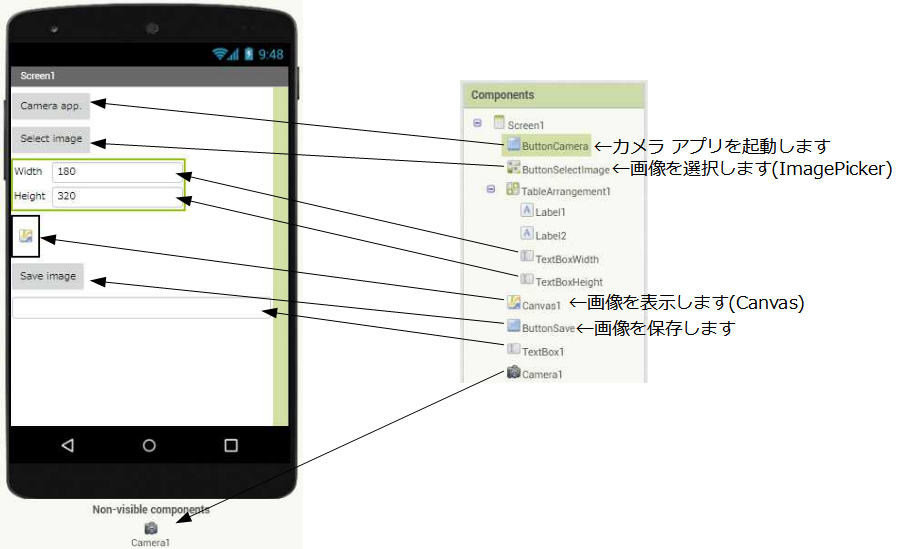 9:48
Screen1
Camera app.
Select image
Width 180
Height 320
Save image
Non-visible components
Camera1
Components
Screen1
ButtonCamera ←カメラ アプリを起動します
ButtonSelectImage ←画像を選択します(ImagePicker)
TableArrangement1
Label1
Label2
TextBoxWidth
TextBoxHeight
Canvas1 ←画像を表示します(Canvas)
ButtonSave ←画像を保存します
TextBox1
Camera1